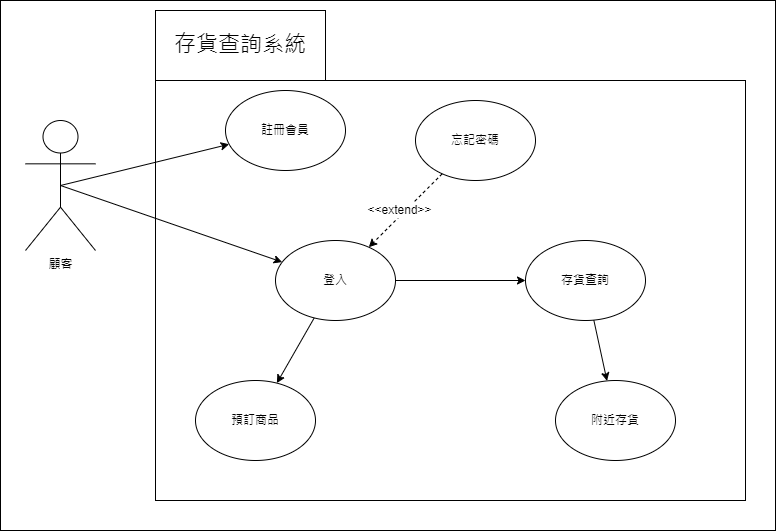 存貨查詢系統
註冊會員
忘記密碼
<<extend>>
顧客
登入
存貨查詢
預訂商品
附近存貨